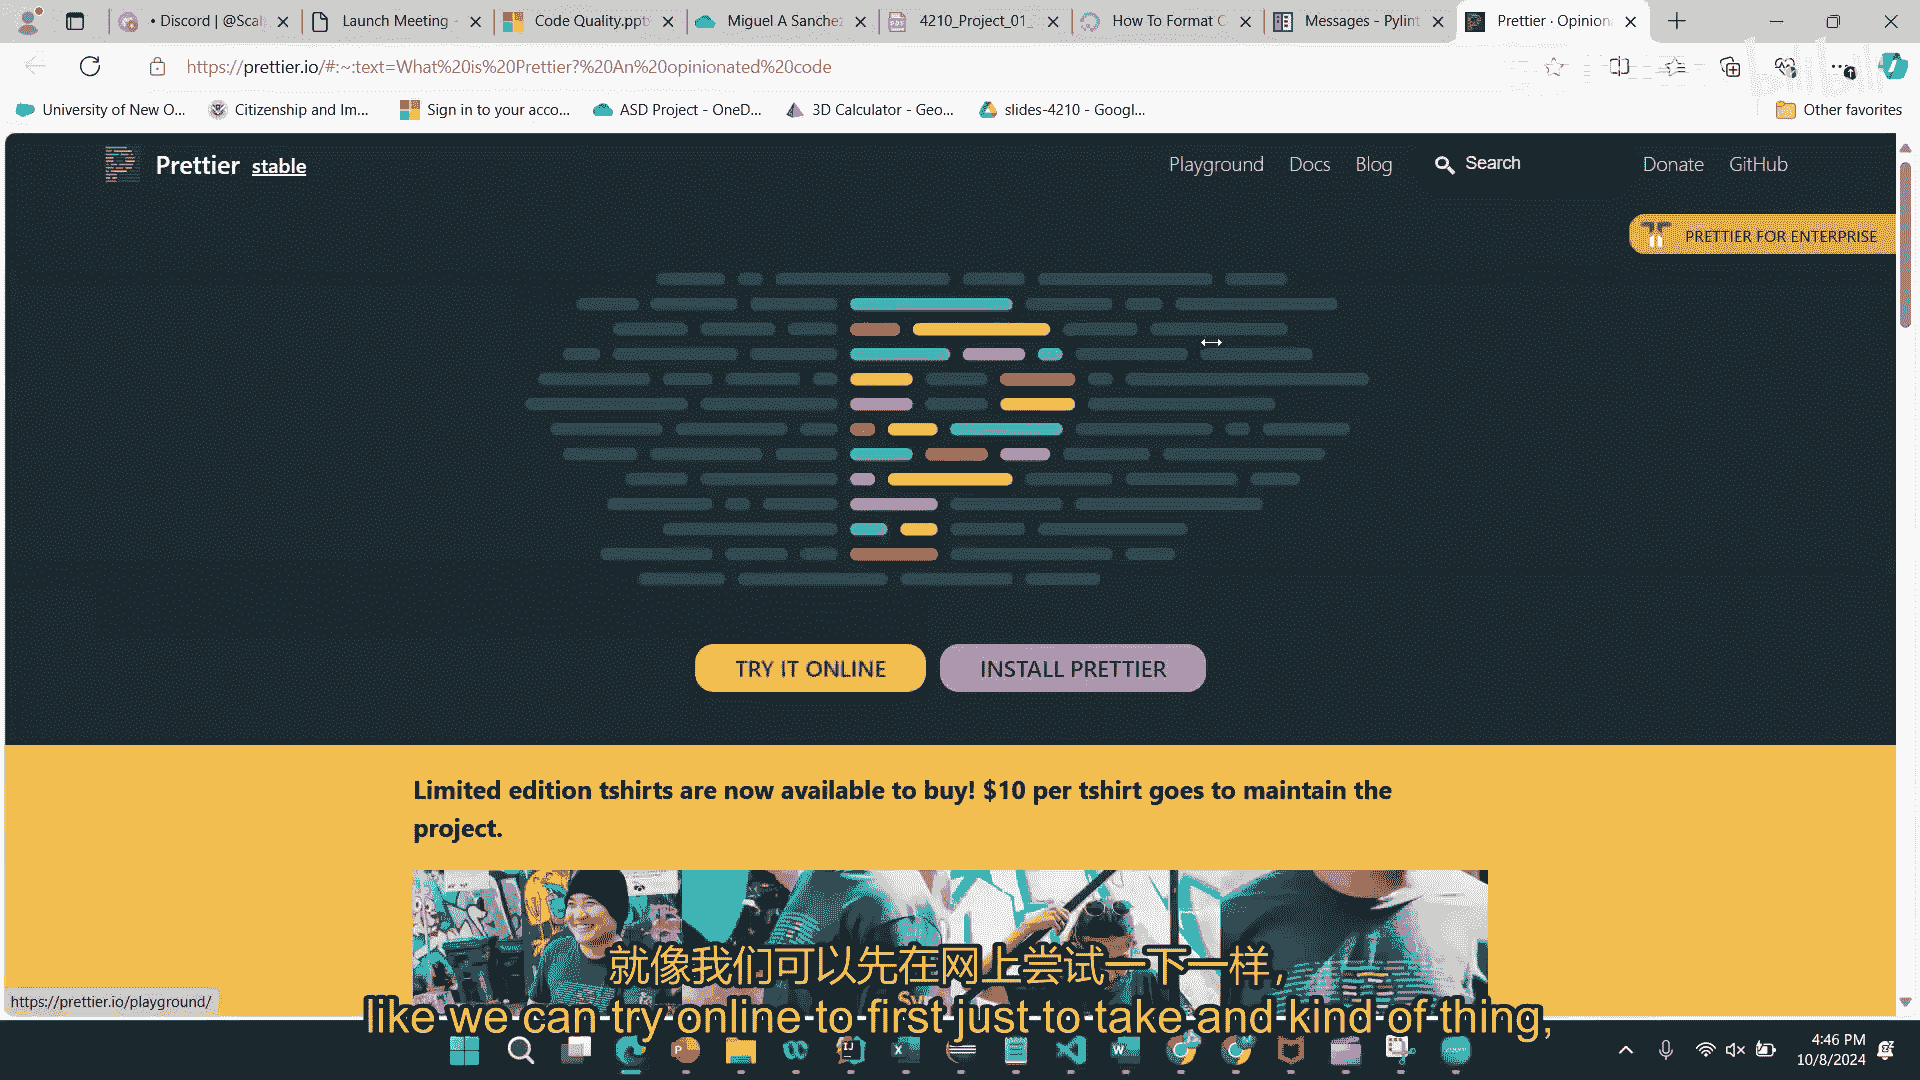 • Discord | @Scal
Launch Meeting -
Code Quality.ppt
Miguel A Sanchez
4210_Project_01_
How To Format C
Messages - Pylint
Prettier · Opinion
https://prettier.io/#:~:text=What%20is%20Prettier?%20An%20opinionated%20code
bilibili
University of New O...
Citizenship and Im...
Sign in to your acco...
ASD Project - OneD...
3D Calculator - Geo...
slides-4210 - Googl...
Other favorites
Prettier stable
Playground
Docs
Blog
Search
Donate
GitHub
PRETTIER FOR ENTERPRISE
TRY IT ONLINE
INSTALL PRETTIER
Limited edition tshirts are now available to buy! $10 per tshirt goes to maintain the
project.
就像我们可以先在网上尝试一下一样，
https://prettier.io/playground/
like we can try online to first just to take and kind of thing,
4:46 PM
10/8/2024